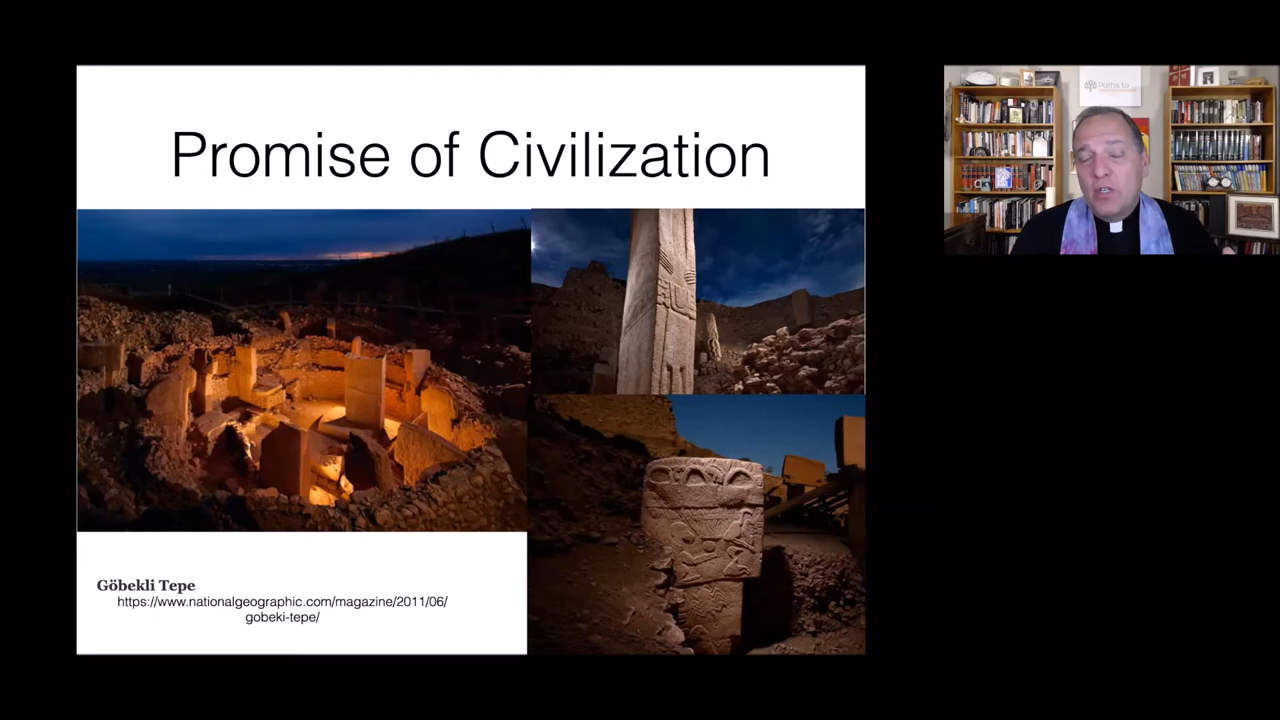 Promise of Civilization
Göbekli Tepe
https://www.nationalgeographic.com/magazine/2011/06/
gobeki-tepe/